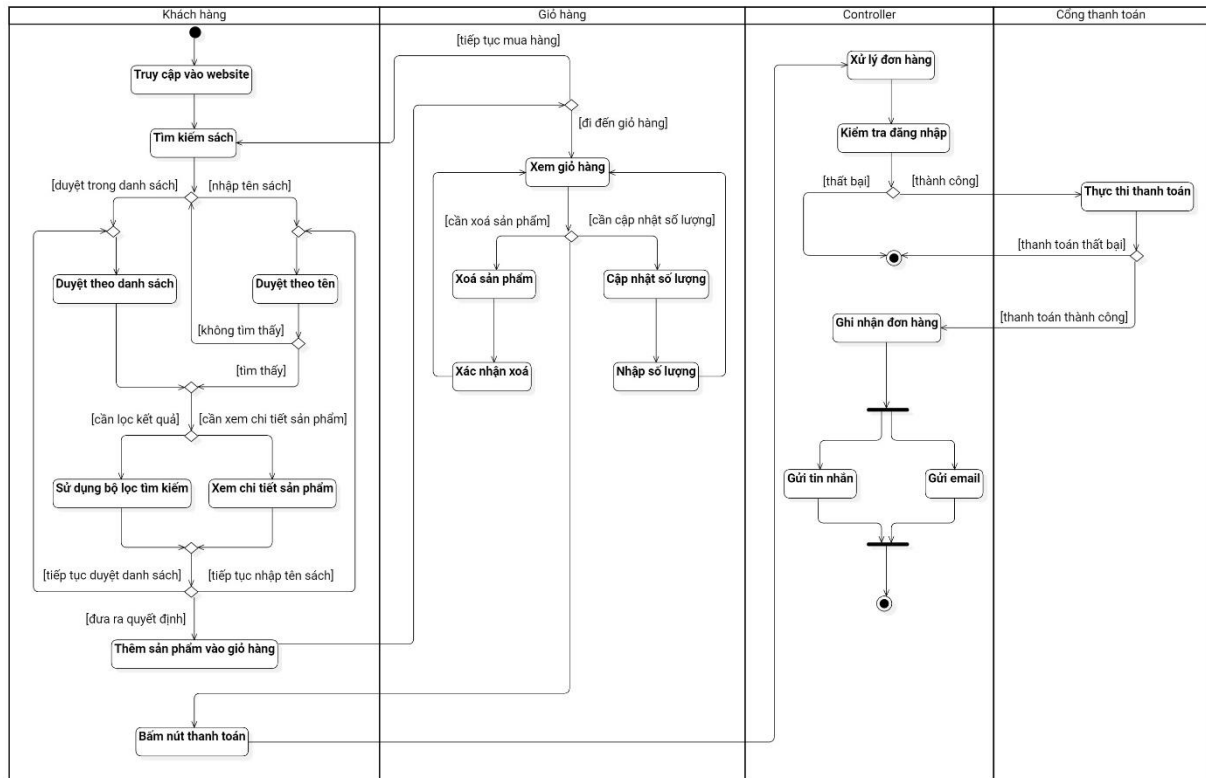 Khách hàng
Giỏ hàng
Controller
Cổng thanh toán
Truy cập vào website
Tìm kiếm sách
[duyệt trong danh sách]
[nhập tên sách]
Duyệt theo danh sách
Duyệt theo tên
[không tìm thấy]
[tìm thấy]
[cần lọc kết quả]
[cần xem chi tiết sản phẩm]
Sử dụng bộ lọc tìm kiếm
Xem chi tiết sản phẩm
[tiếp tục duyệt danh sách]
[tiếp tục nhập tên sách]
[đưa ra quyết định]
Thêm sản phẩm vào giỏ hàng
Bấm nút thanh toán
[tiếp tục mua hàng]
[đi đến giỏ hàng]
Xem giỏ hàng
[cần xoá sản phẩm]
[cần cập nhật số lượng]
Xoá sản phẩm
Cập nhật số lượng
Xác nhận xoá
Nhập số lượng
Xử lý đơn hàng
Kiểm tra đăng nhập
[thất bại]
[thành công]
Thực thi thanh toán
[thanh toán thất bại]
[thanh toán thành công]
Ghi nhận đơn hàng
Gửi tin nhắn
Gửi email